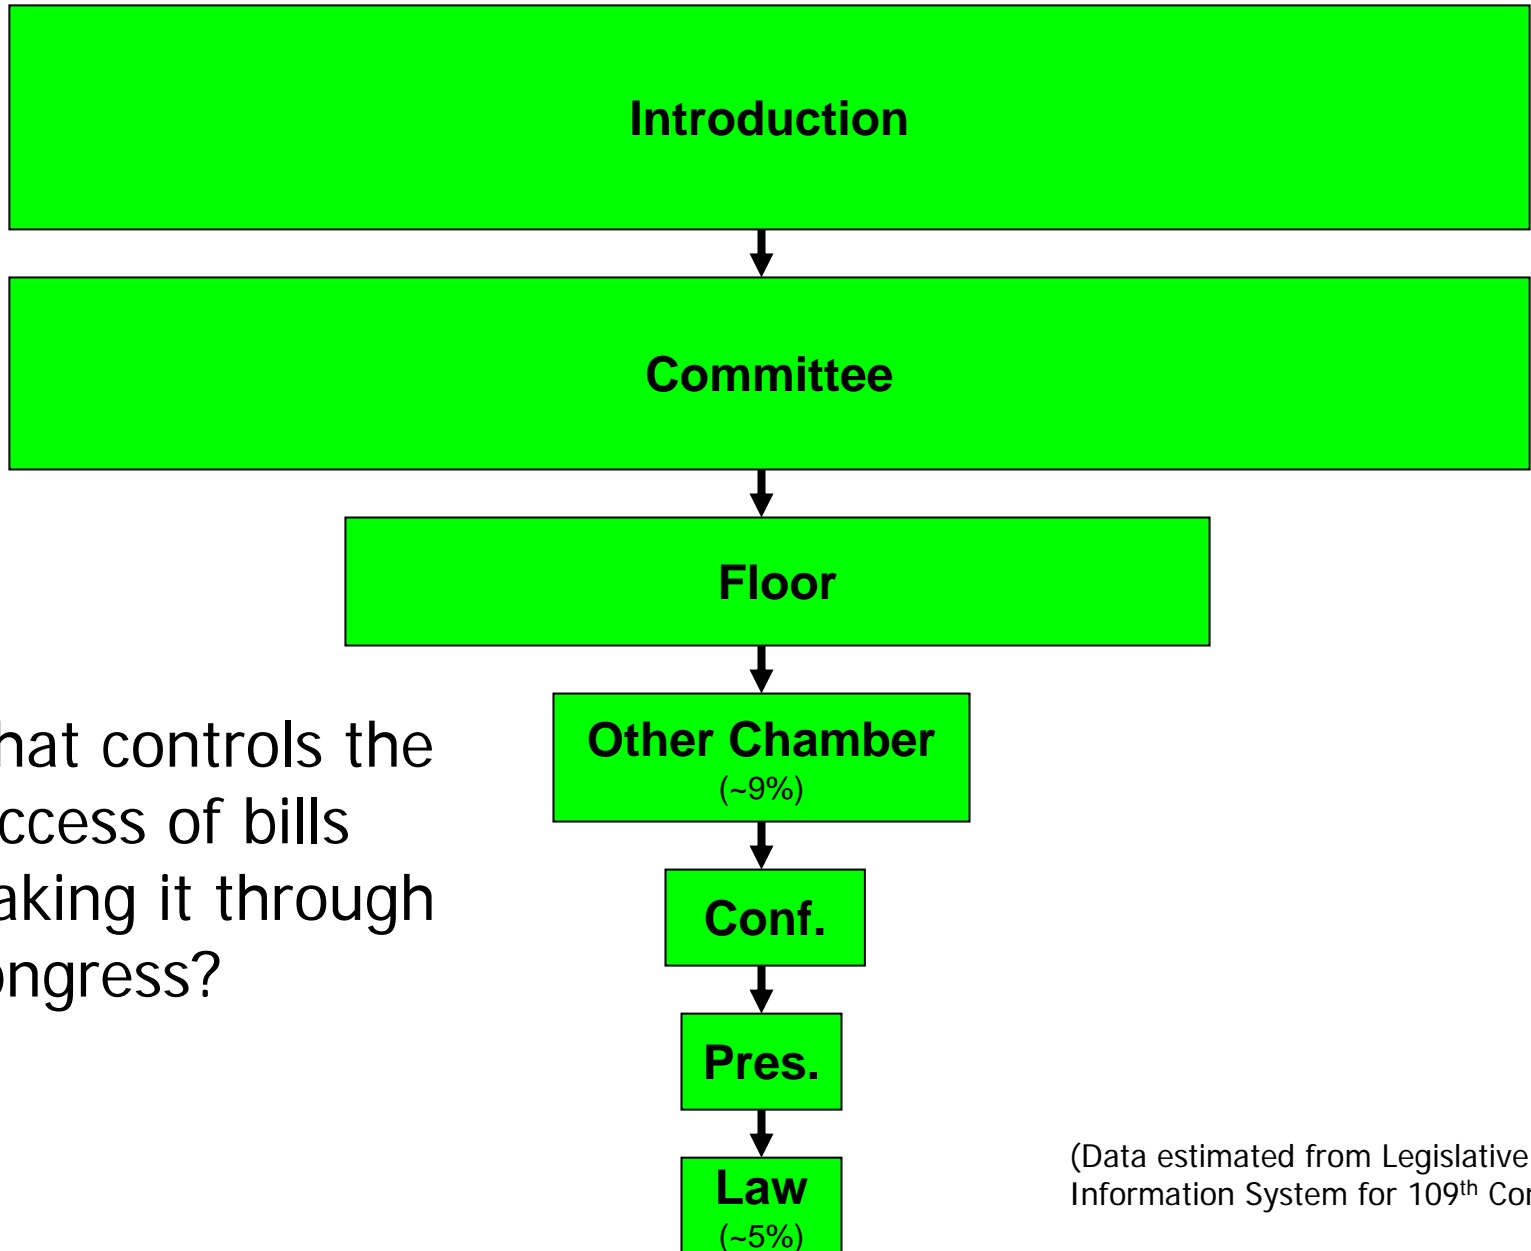 Introduction
Committee
Floor
Other Chamber
(~9%)
hat controls the
ccess of bills
aking it through
ongress?
Conf.
Pres.
Law
(~5%)
(Data estimated from Legislative
Information System for 109th Co